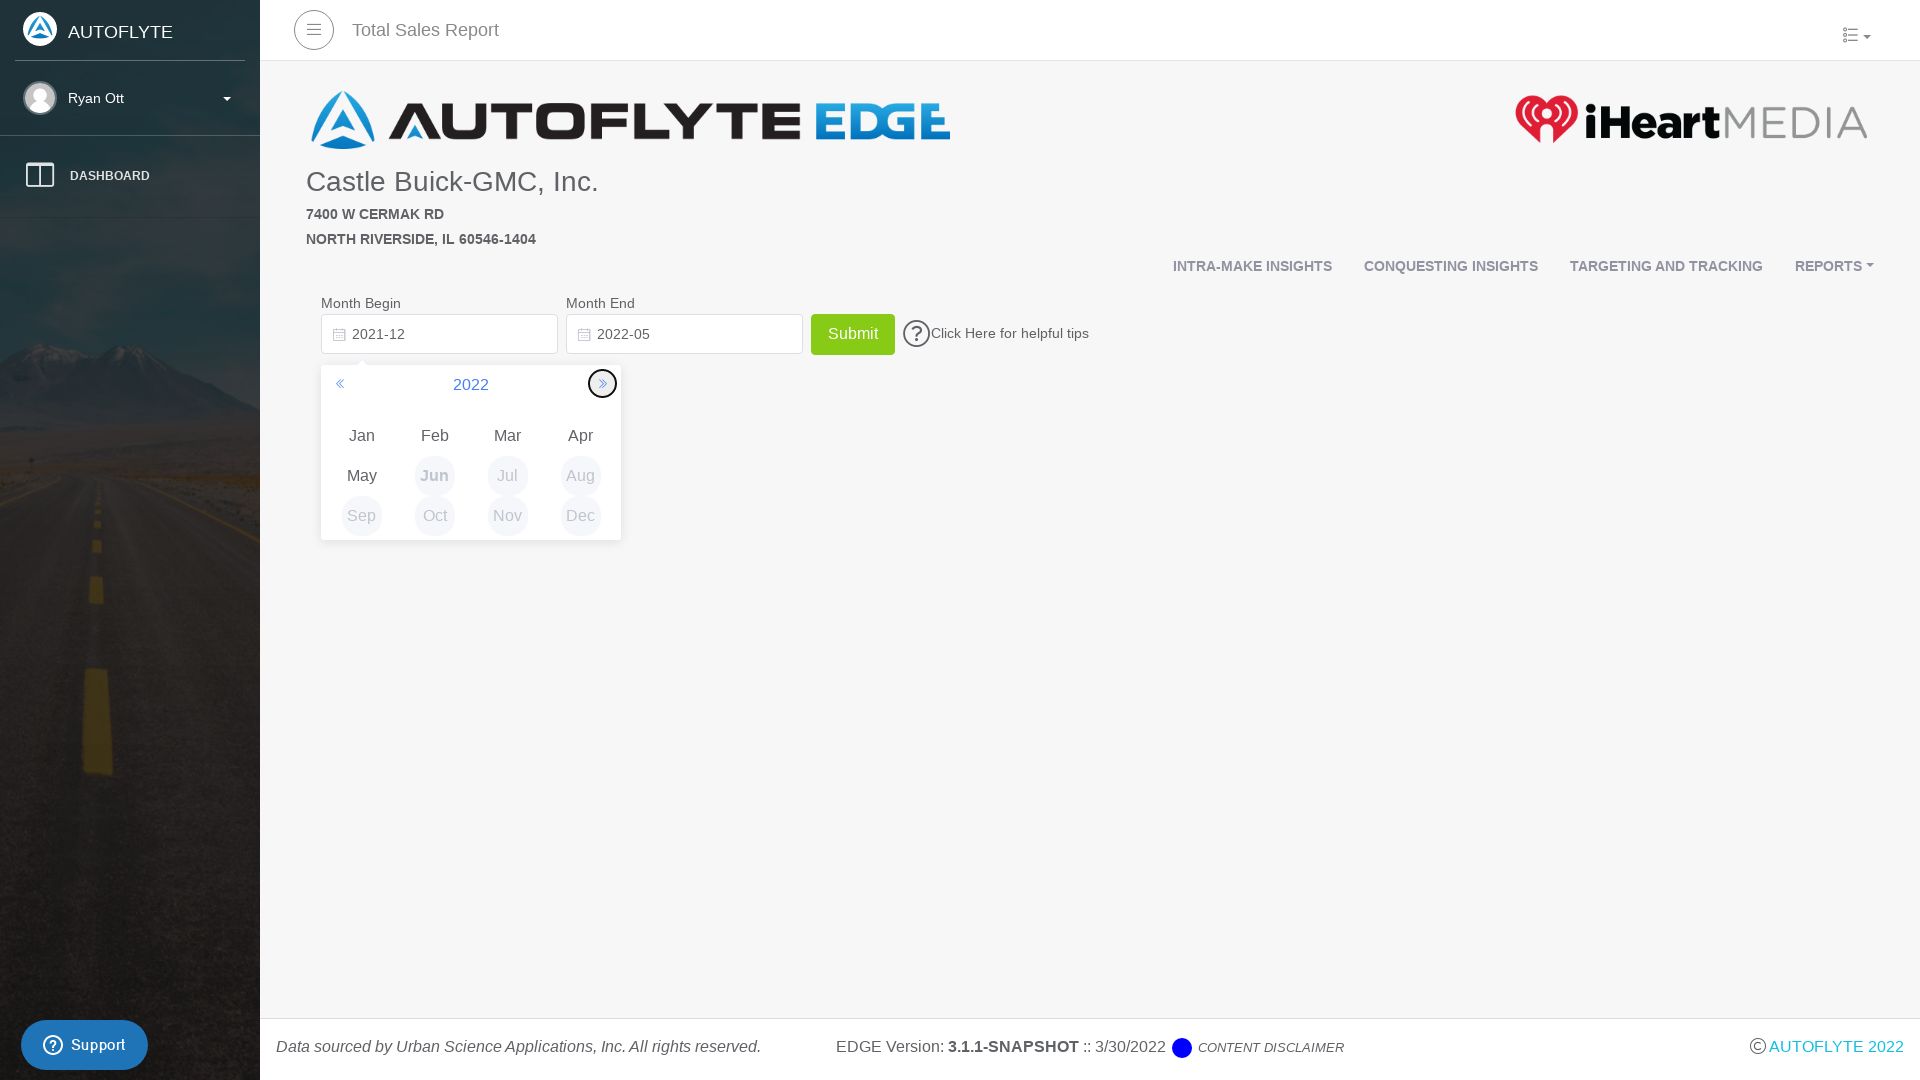 AUTOFLYTE
Ryan Ott
DASHBOARD
Support
Total Sales Report
AUTOFLYTE EDGE
iHeartMEDIA
Castle Buick-GMC, Inc.
7400 W CERMAK RD
NORTH RIVERSIDE, IL 60546-1404
INTRA-MAKE INSIGHTS CONQUESTING INSIGHTS TARGETING AND TRACKING REPORTS
Month Begin Month End
2021-12 2022-05 Submit Click Here for helpful tips
« 2022 »
Jan Feb Mar Apr
May Jun Jul Aug
Sep Oct Nov Dec
Data sourced by Urban Science Applications, Inc. All rights reserved. EDGE Version: 3.1.1-SNAPSHOT :: 3/30/2022 CONTENT DISCLAIMER © AUTOFLYTE 2022